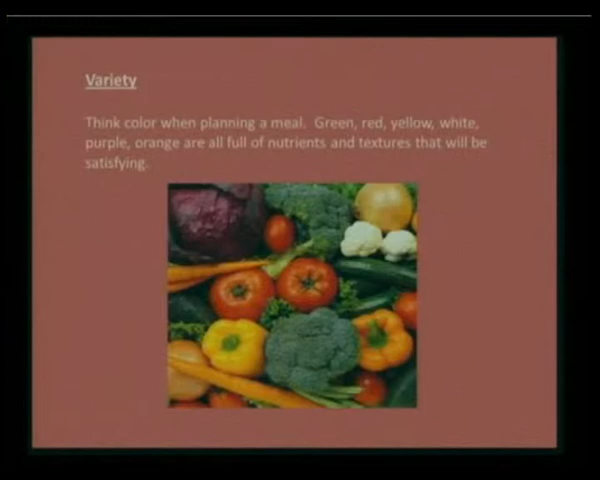 Variety
Think color when planning a meal.  Green, red, yellow, white,
purple, orange are all full of nutrients and textures that will be
satisfying.